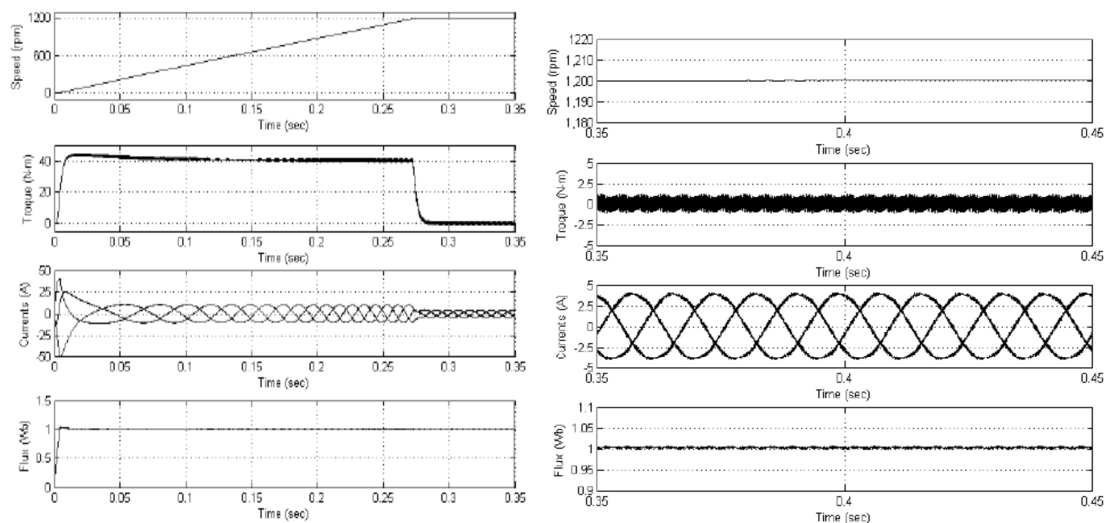 1200
600
0
Speed (rpm)
0 0.05 0.1 0.15 0.2 0.25 0.3 0.35
Time (sec)
40
20
0
Troque (N-m)
0 0.05 0.1 0.15 0.2 0.25 0.3 0.35
Time (sec)
50
25
0
-25
-50
Currents (A)
0 0.05 0.1 0.15 0.2 0.25 0.3 0.35
Time (sec)
1.5
1
0.5
0
Flux (Wb)
0 0.05 0.1 0.15 0.2 0.25 0.3 0.35
Time (sec)
1220
1,210
1,200
1,190
1,180
Speed (rpm)
0.35 0.4 0.45
Time (sec)
5
2.5
0
-2.5
-5
Troque (N-m)
0.35 0.4 0.45
Time (sec)
5
2.5
0
-2.5
-5
Currents (A)
0.35 0.4 0.45
Time (sec)
1.1
1.05
1
0.95
0.9
Flux (Wb)
0.35 0.4 0.45
Time (sec)